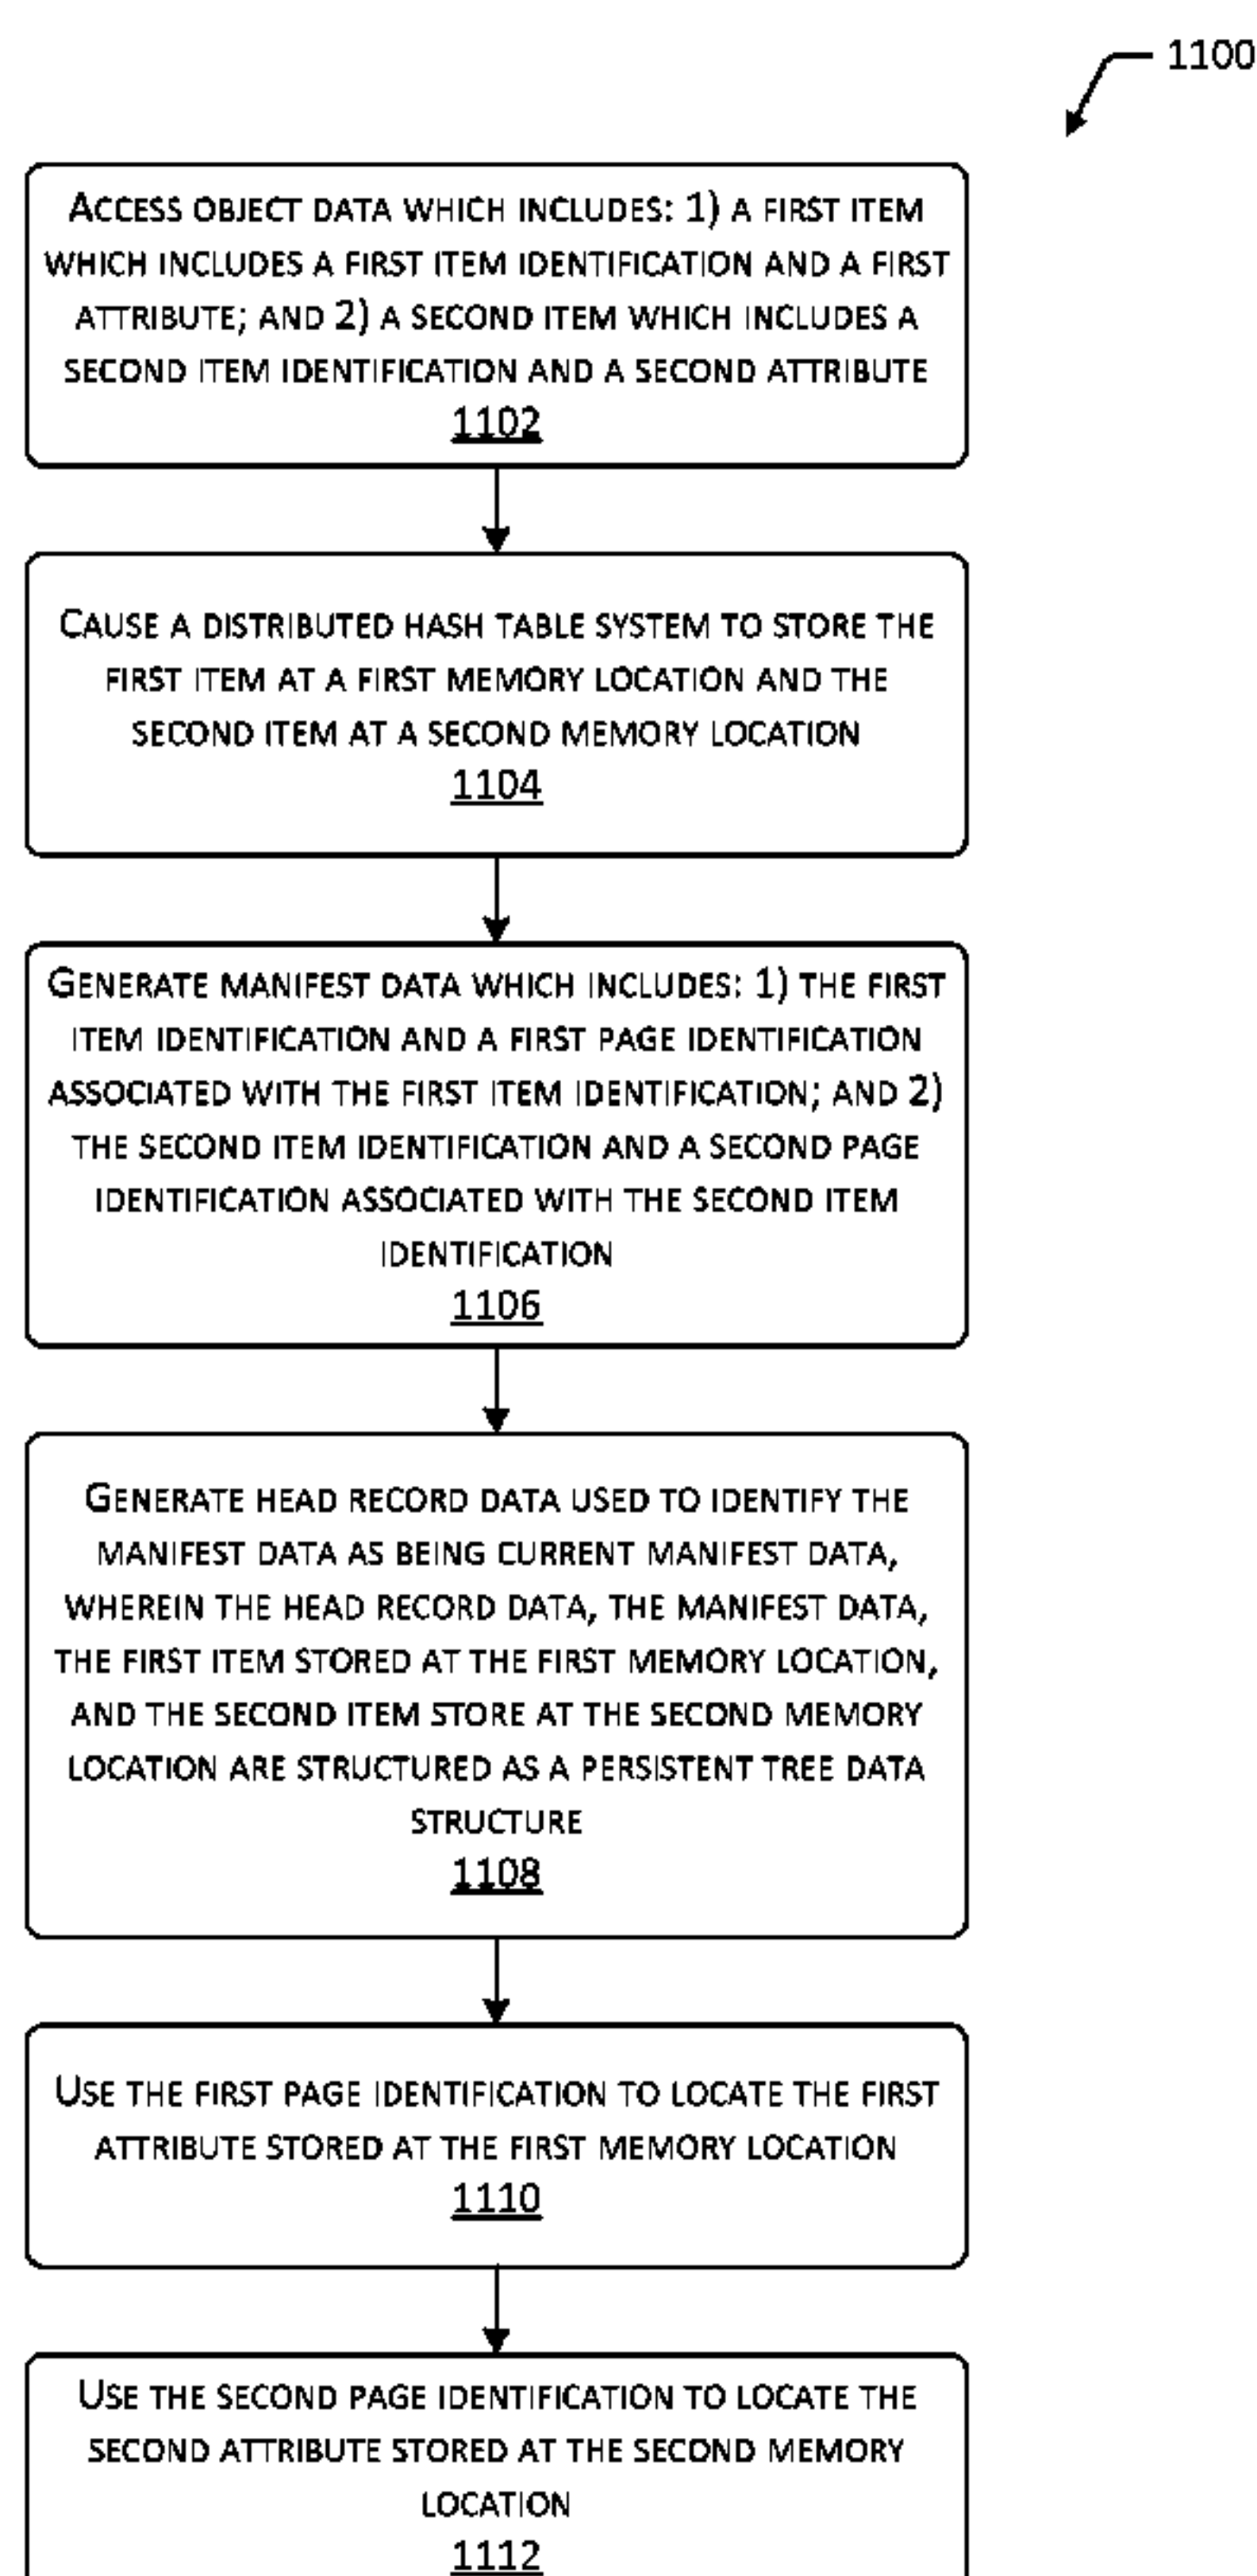 1100
ACCESS OBJECT DATA WHICH INCLUDES: 1) A FIRST ITEM
WHICH INCLUDES A FIRST ITEM IDENTIFICATION AND A FIRST
ATTRIBUTE; AND 2) A SECOND ITEM WHICH INCLUDES A
SECOND ITEM IDENTIFICATION AND A SECOND ATTRIBUTE
1102
CAUSE A DISTRIBUTED HASH TABLE SYSTEM TO STORE THE
FIRST ITEM AT A FIRST MEMORY LOCATION AND THE
SECOND ITEM AT A SECOND MEMORY LOCATION
1104
GENERATE MANIFEST DATA WHICH INCLUDES: 1) THE FIRST
ITEM IDENTIFICATION AND A FIRST PAGE IDENTIFICATION
ASSOCIATED WITH THE FIRST ITEM IDENTIFICATION; AND 2)
THE SECOND ITEM IDENTIFICATION AND A SECOND PAGE
IDENTIFICATION ASSOCIATED WITH THE SECOND ITEM
IDENTIFICATION
1106
GENERATE HEAD RECORD DATA USED TO IDENTIFY THE
MANIFEST DATA AS BEING CURRENT MANIFEST DATA,
WHEREIN THE HEAD RECORD DATA, THE MANIFEST DATA,
THE FIRST ITEM STORED AT THE FIRST MEMORY LOCATION,
AND THE SECOND ITEM STORE AT THE SECOND MEMORY
LOCATION ARE STRUCTURED AS A PERSISTENT TREE DATA
STRUCTURE
1108
USE THE FIRST PAGE IDENTIFICATION TO LOCATE THE FIRST
ATTRIBUTE STORED AT THE FIRST MEMORY LOCATION
1110
USE THE SECOND PAGE IDENTIFICATION TO LOCATE THE
SECOND ATTRIBUTE STORED AT THE SECOND MEMORY
LOCATION
1112